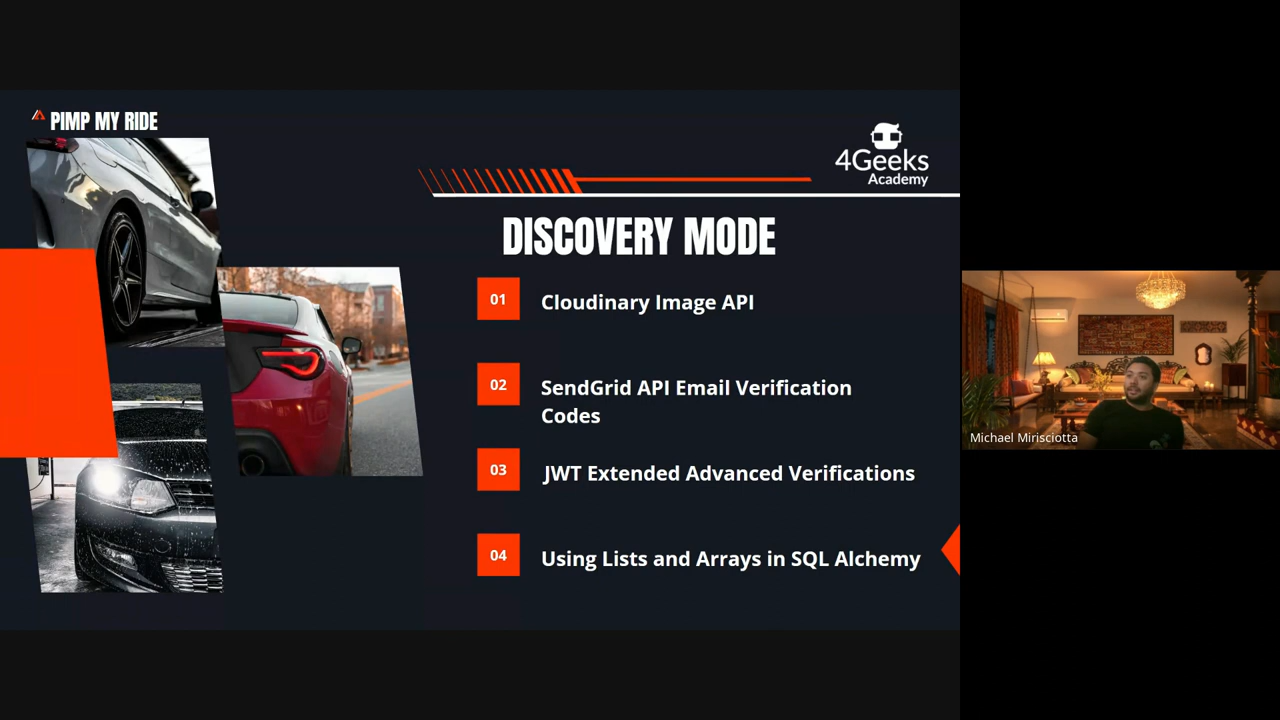 PIMP MY RIDE
4Geeks
Academy
DISCOVERY MODE
01
Cloudinary Image API
02
SendGrid API Email Verification
Codes
03
JWT Extended Advanced Verifications
04
Using Lists and Arrays in SQL Alchemy
Michael Mirisciotta